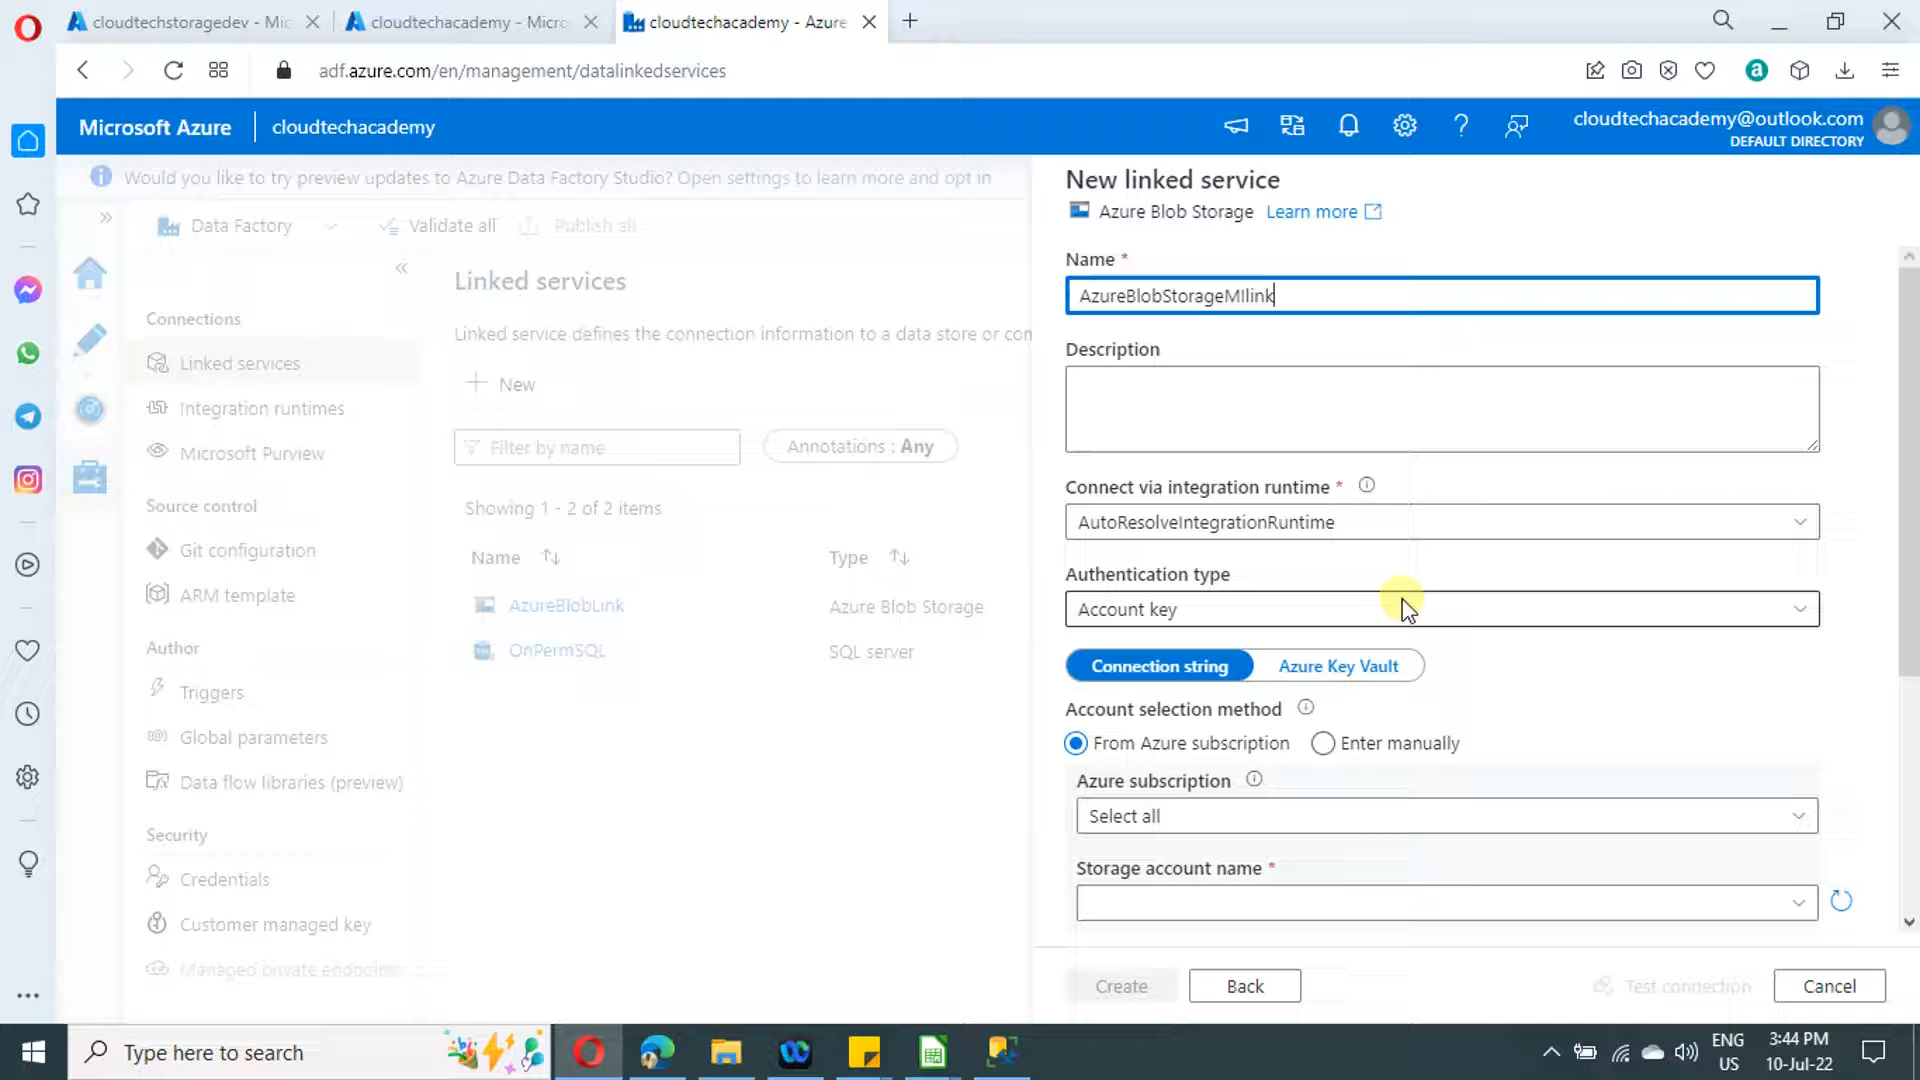 cloudtechstoragedev - Mic
cloudtechacademy - Micro
cloudtechacademy - Azure
adf.azure.com/en/management/datalinkedservices
Microsoft Azure
cloudtechacademy
cloudtechacademy@outlook.com
DEFAULT DIRECTORY
Would you like to try preview updates to Azure Data Factory Studio? Open settings to learn more and opt in
Data Factory
Validate all
Publish all
Connections
Linked services
Integration runtimes
Microsoft Purview
Source control
Git configuration
ARM template
Author
Triggers
Global parameters
Data flow libraries (preview)
Security
Credentials
Customer managed key
Managed private endpoints
Linked services
Linked service defines the connection information to a data store or con
New
Filter by name
Annotations : Any
Showing 1 - 2 of 2 items
Name
Type
AzureBlobLink
Azure Blob Storage
OnPermSQL
SQL server
New linked service
Azure Blob Storage
Learn more
Name *
AzureBlobStorageMIlink
Description
Connect via integration runtime *
AutoResolveIntegrationRuntime
Authentication type
Account key
Connection string
Azure Key Vault
Account selection method
From Azure subscription
Enter manually
Azure subscription
Select all
Storage account name *
Create
Back
Test connection
Cancel
Type here to search
ENG
US
3:44 PM
10-Jul-22